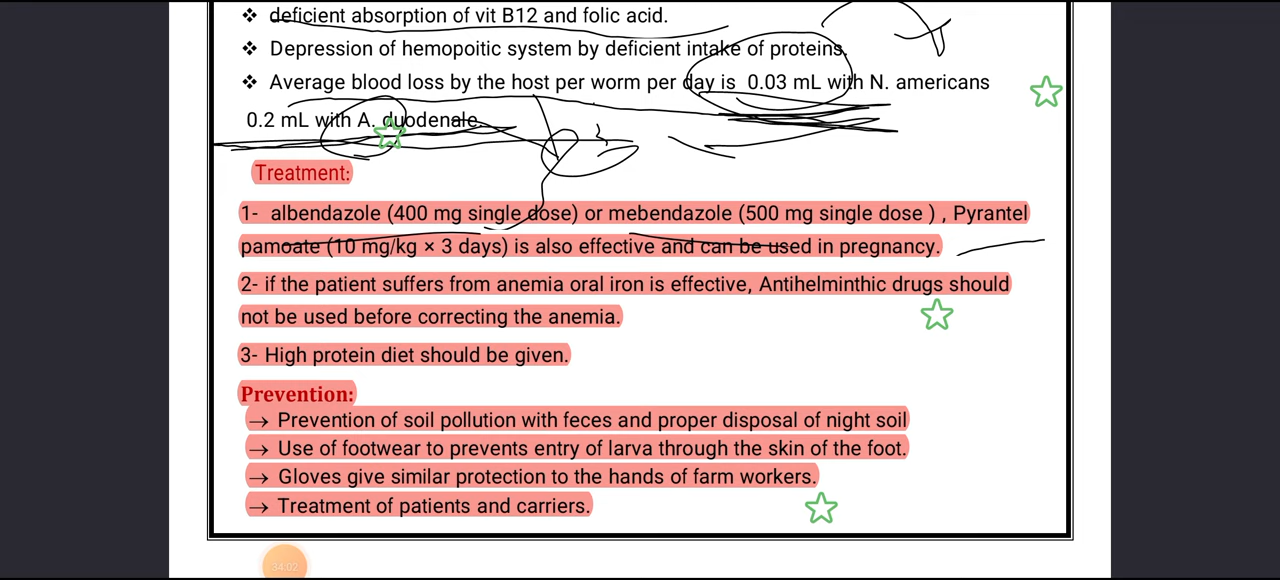 ❖ deficient absorption of vit B12 and folic acid.
❖ Depression of hemopoitic system by deficient intake of proteins.
❖ Average blood loss by the host per worm per day is 0.03 mL with N. americans
0.2 mL with A. duodenale
Treatment:
1- albendazole (400 mg single dose) or mebendazole (500 mg single dose ) , Pyrantel
pamoate (10 mg/kg × 3 days) is also effective and can be used in pregnancy.
2- if the patient suffers from anemia oral iron is effective, Antihelminthic drugs should
not be used before correcting the anemia.
3- High protein diet should be given.
Prevention:
→ Prevention of soil pollution with feces and proper disposal of night soil
→ Use of footwear to prevents entry of larva through the skin of the foot.
→ Gloves give similar protection to the hands of farm workers.
→ Treatment of patients and carriers.
34:02